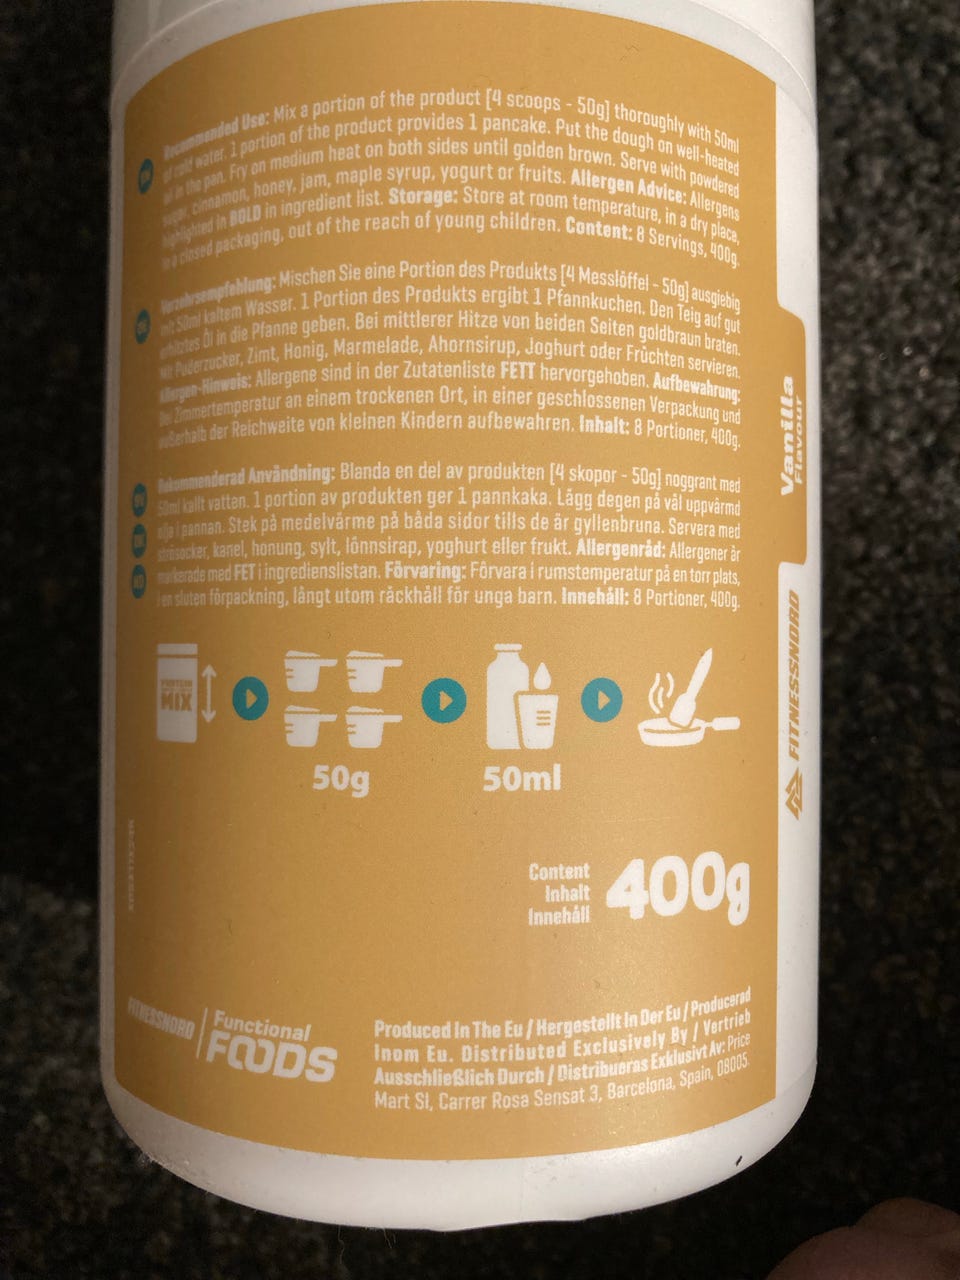 EN
Recommended Use: Mix a portion of the product [4 scoops - 50g] thoroughly with 50ml
of cold water. 1 portion of the product provides 1 pancake. Put the dough on well-heated
oil in the pan. Fry on medium heat on both sides until golden brown. Serve with powdered
sugar, cinnamon, honey, jam, maple syrup, yogurt or fruits. Allergen Advice: Allergens
highlighted in BOLD in ingredient list. Storage: Store at room temperature, in a dry place,
in a closed packaging, out of the reach of young children. Content: 8 Servings, 400g.
DE
Verzehrsempfehlung: Mischen Sie eine Portion des Produkts [4 Messlöffel - 50g] ausgiebig
mit 50ml kaltem Wasser. 1 Portion des Produkts ergibt 1 Pfannkuchen. Den Teig auf gut
erhitztes Öl in die Pfanne geben. Bei mittlerer Hitze von beiden Seiten goldbraun braten.
Mit Puderzucker, Zimt, Honig, Marmelade, Ahornsirup, Joghurt oder Früchten servieren.
Allergen-Hinweis: Allergene sind in der Zutatenliste FETT hervorgehoben. Aufbewahrung:
Bei Zimmertemperatur an einem trockenen Ort, in einer geschlossenen Verpackung und
außerhalb der Reichweite von kleinen Kindern aufbewahren. Inhalt: 8 Portioner, 400g.
SV
DK
NO
Rekommenderad Användning: Blanda en del av produkten [4 skopor - 50g] noggrant med
50ml kallt vatten. 1 portion av produkten ger 1 pannkaka. Lägg degen på väl uppvärmd
olja i pannan. Stek på medelvärme på båda sidor tills de är gyllenbruna. Servera med
strösocker, kanel, honung, sylt, lönnsirap, yoghurt eller frukt. Allergenråd: Allergener är
markerade med FET i ingredienslistan. Förvaring: Förvara i rumstemperatur på en torr plats,
i en sluten förpackning, långt utom räckhåll för unga barn. Innehåll: 8 Portioner, 400g.
PROTEIN
MIX
50g
50ml
Content
Inhalt
Innehåll
400g
FITNESSNORD
Functional
FOODS
Produced In The Eu / Hergestellt In Der Eu / Producerad
Inom Eu. Distributed Exclusively By / Vertrieb
Ausschließlich Durch / Distribueras Exklusivt Av: Price
Mart Sl, Carrer Rosa Sensat 3, Barcelona, Spain, 08005.
Vanilla
Flavour
FITNESSNORD